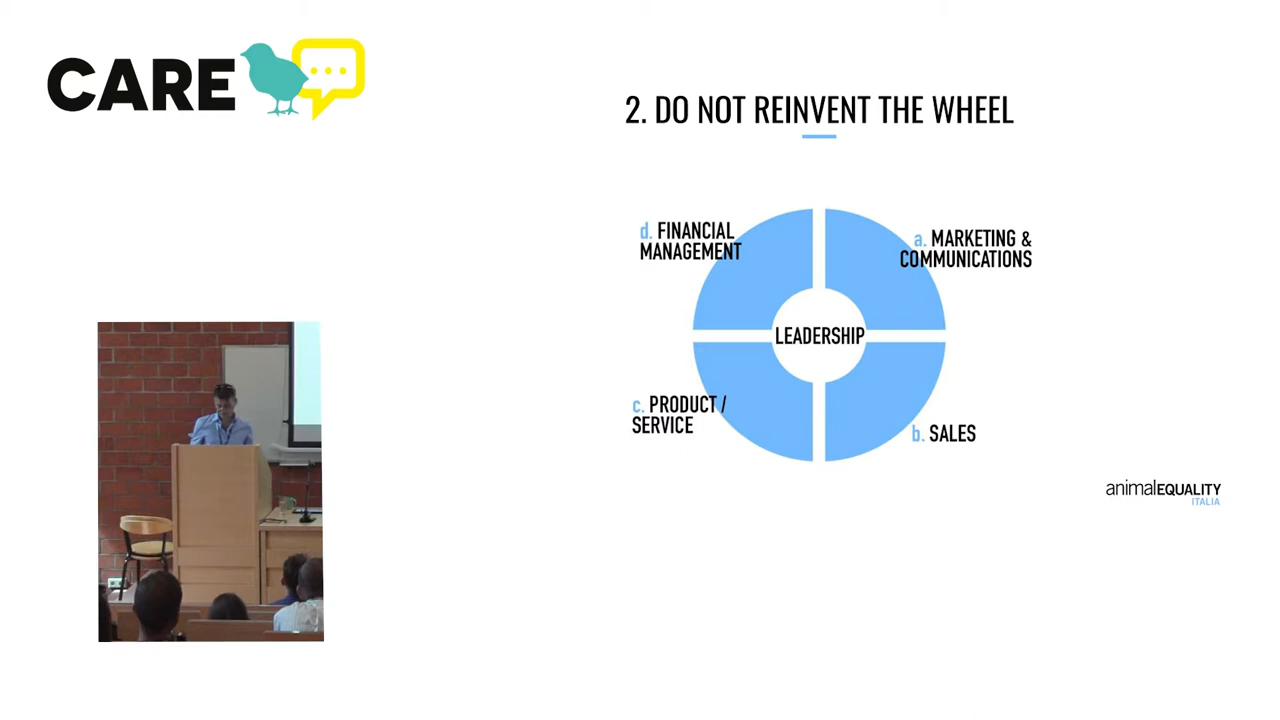 CARE
2. DO NOT REINVENT THE WHEEL
d. FINANCIAL
MANAGEMENT
a. MARKETING &
COMMUNICATIONS
LEADERSHIP
c. PRODUCT /
SERVICE
b. SALES
animalEQUALITY
ITALIA